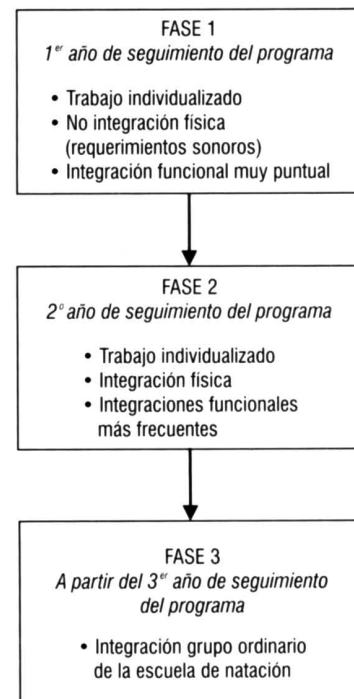 FASE 1
1er año de seguimiento del programa
• Trabajo individualizado
• No integración física
(requerimientos sonoros)
• Integración funcional muy puntual
FASE 2
2º año de seguimiento del programa
• Trabajo individualizado
• Integración física
• Integraciones funcionales
más frecuentes
FASE 3
A partir del 3er año de seguimiento
del programa
• Integración grupo ordinario
de la escuela de natación